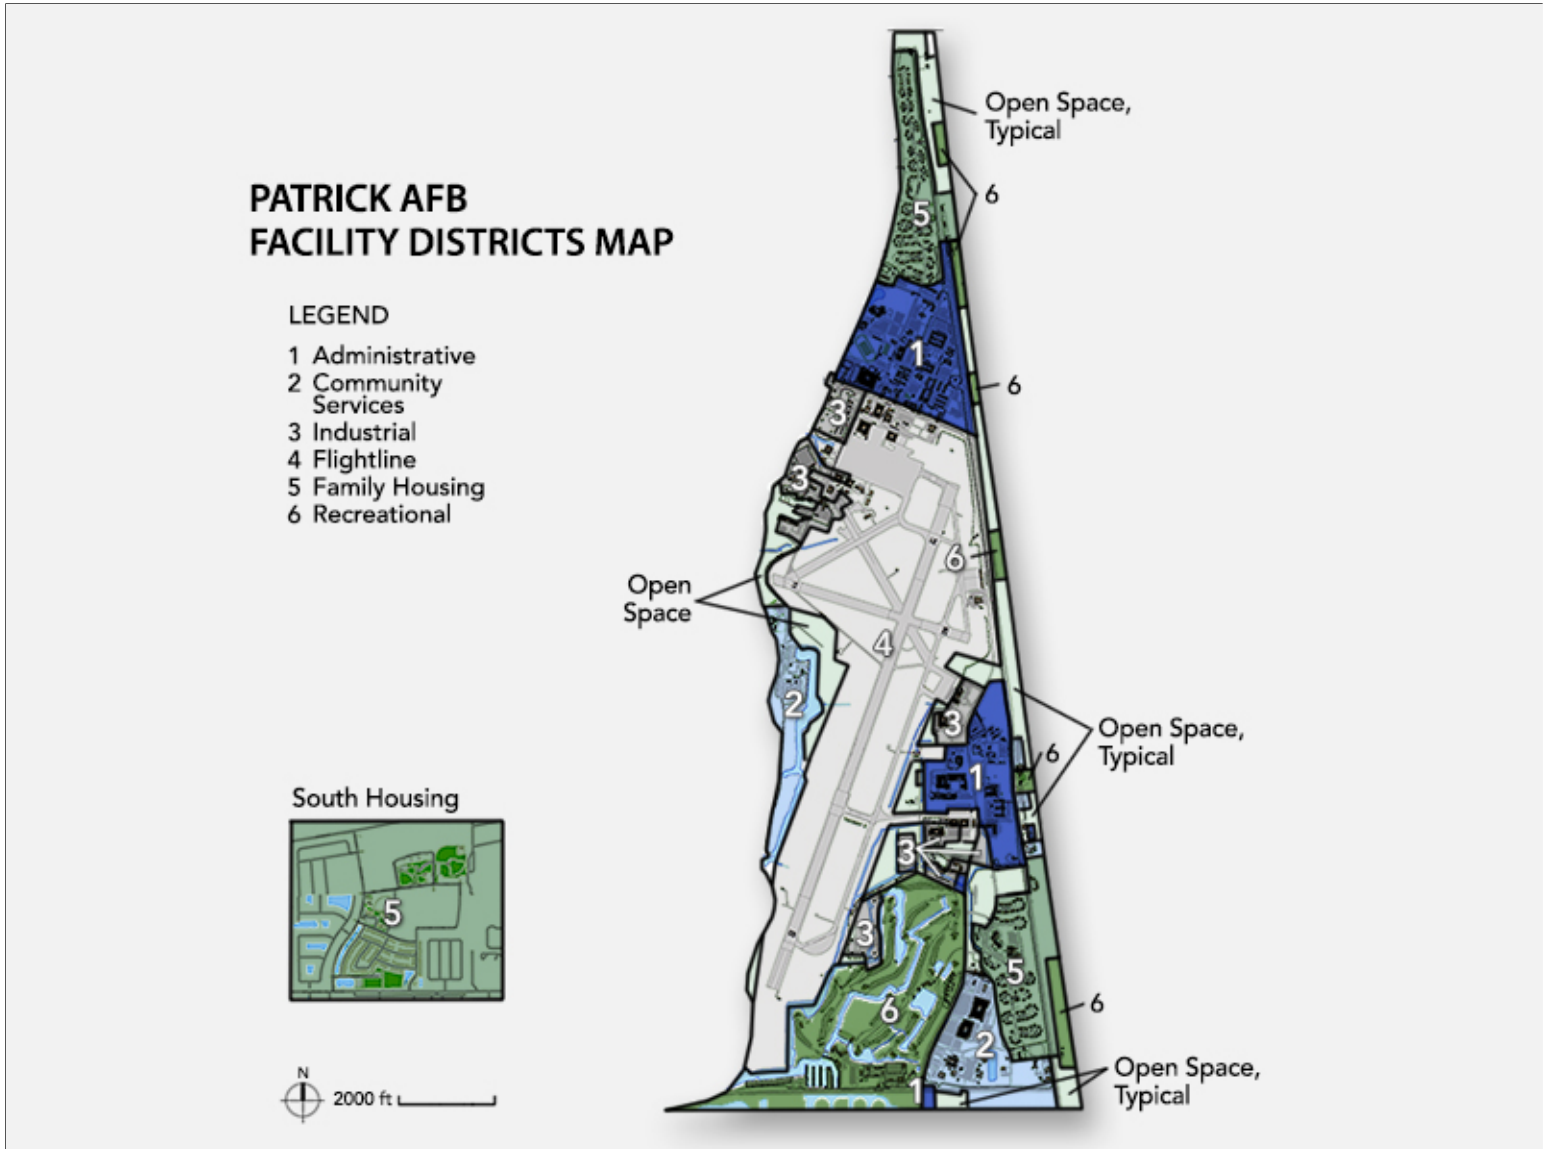 PATRICK AFB
FACILITY DISTRICTS MAP
LEGEND
1 Administrative
2 Community
Services
3 Industrial
4 Flightline
5 Family Housing
6 Recreational
Open Space,
Typical
6
5
1
6
3
3
6
Open
Space
4
2
3
Open Space,
Typical
6
1
South Housing
5
3
3
5
6
6
2
Open Space,
Typical
1
N
2000 ft